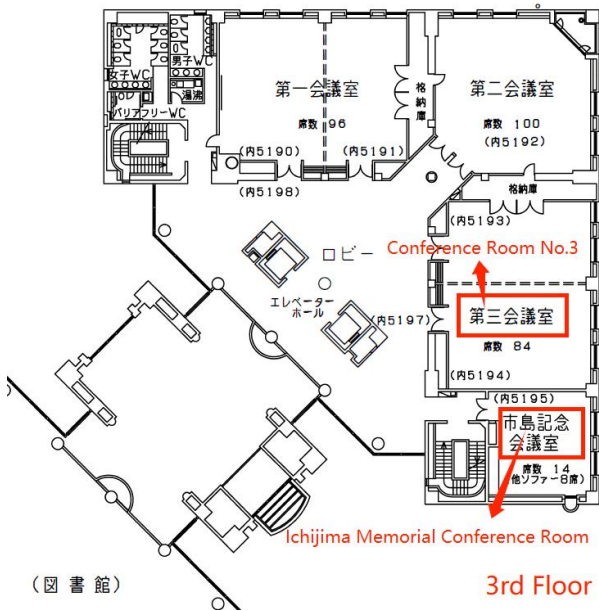 女子WC
男子WC
湯沸
バリアフリーWC
第一会議室
席数 96
(内5190)
(内5191)
(内5198)
格納庫
第二会議室
席数 100
(内5192)
格納庫
(内5193)
ロビー
Conference Room No.3
エレベーター
ホール
(内5197)
第三会議室
席数 84
(内5194)
(内5195)
市島記念
会議室
席数 14
(他ソファー8席)
Ichijima Memorial Conference Room
(図書館)
3rd Floor